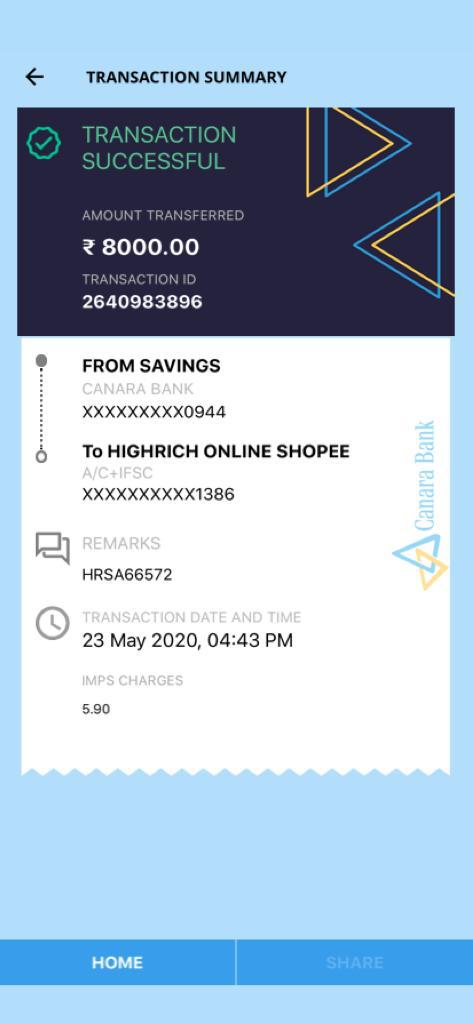 TRANSACTION SUMMARY
TRANSACTION
SUCCESSFUL
AMOUNT TRANSFERRED
₹ 8000.00
TRANSACTION ID
2640983896
FROM SAVINGS
CANARA BANK
XXXXXXXXX0944
To HIGHRICH ONLINE SHOPEE
A/C+IFSC
XXXXXXXXXX1386
Canara Bank
REMARKS
HRSA66572
TRANSACTION DATE AND TIME
23 May 2020, 04:43 PM
IMPS CHARGES
5.90
HOME
SHARE